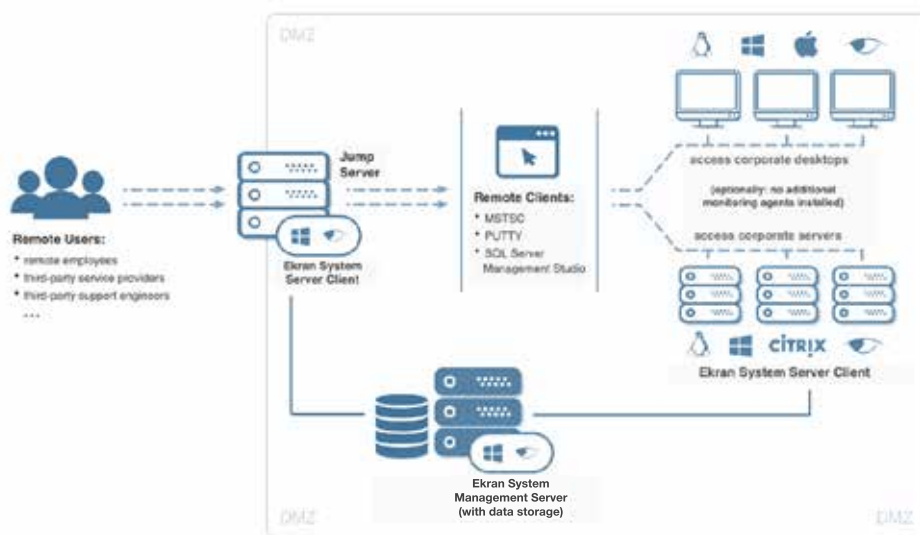 DMZ
Jump
Server
Remote Users:
• remote employees
• third-party service providers
• third-party support engineers
...
Ekran System
Server Client
Remote Clients:
• MSTSC
• PUTTY
• SQL Server
Management Studio
access corporate desktops
(optionally: no additional
monitoring agents installed)
access corporate servers
CİTRIX
Ekran System Server Client
Ekran System
Management Server
(with data storage)
DMZ
DMZ